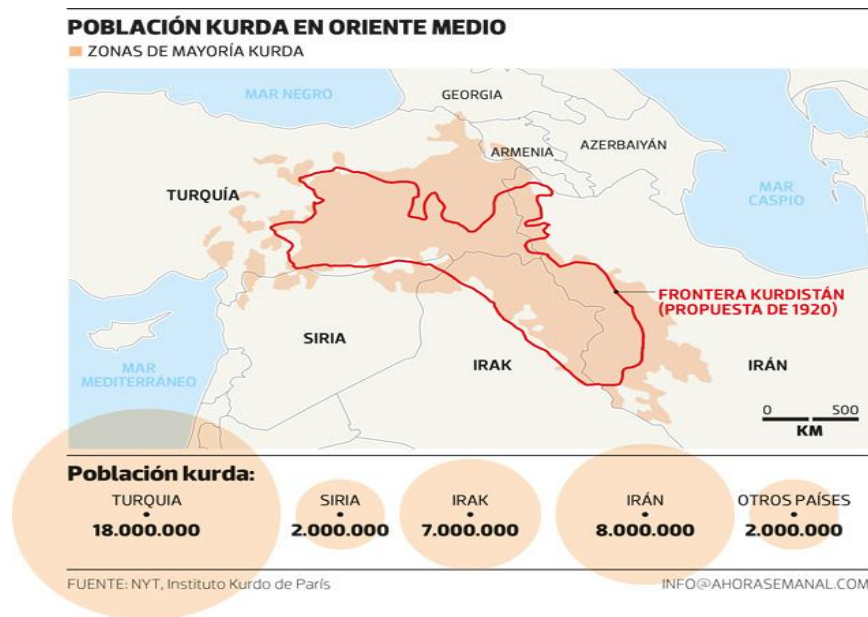 POBLACIÓN KURDA EN ORIENTE MEDIO
ZONAS DE MAYORÍA KURDA
MAR NEGRO
GEORGIA
ARMENIA
AZERBAIYÁN
TURQUÍA
MAR
CASPIO
FRONTERA KURDISTÁN
(PROPUESTA DE 1920)
SIRIA
IRAK
IRÁN
MAR
MEDITERRÁNEO
0 500
KM
Población kurda:
TURQUIA
18.000.000
SIRIA
2.000.000
IRAK
7.000.000
IRÁN
8.000.000
OTROS PAÍSES
2.000.000
FUENTE: NYT, Instituto Kurdo de París
INFO@AHORASEMANAL.COM